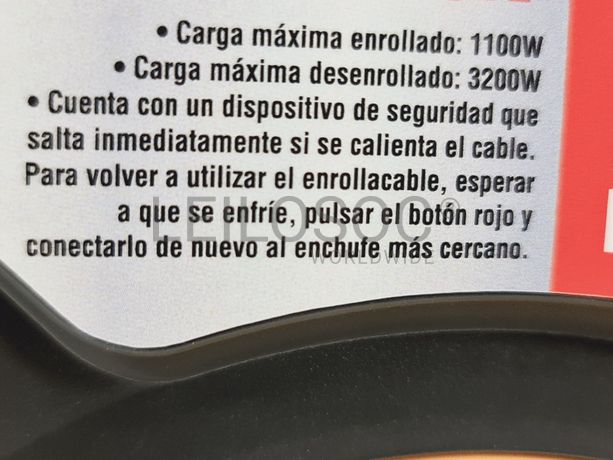 • Carga máxima enrollado: 1100W
• Carga máxima desenrollado: 3200W
• Cuenta con un dispositivo de seguridad que
salta inmediatamente si se calienta el cable.
Para volver a utilizar el enrollacable, esperar
a que se enfríe, pulsar el botón rojo y
LEILOSOC®
conectarlo de nuevo al enchufe más cercano.
WORLDWIDE